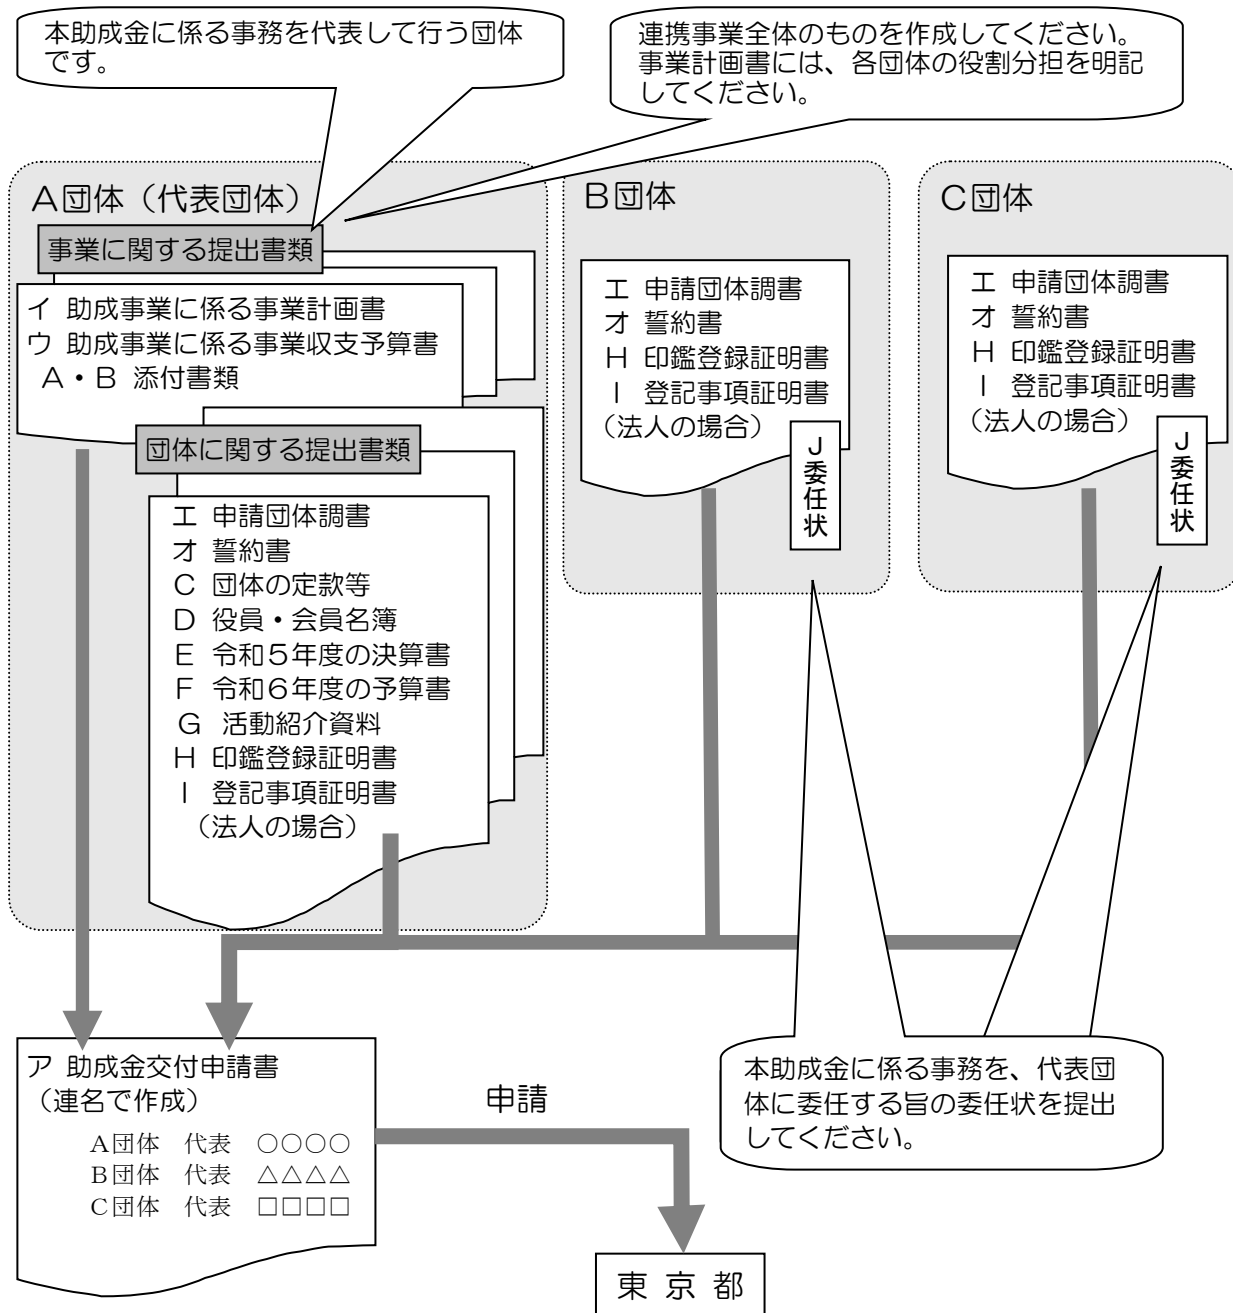 本助成金に係る事務を代表して行う団体
です。
連携事業全体のものを作成してください。
事業計画書には、各団体の役割分担を明記
してください。
A団体（代表団体）
事業に関する提出書類
イ 助成事業に係る事業計画書
ウ 助成事業に係る事業収支予算書
A・B 添付書類
団体に関する提出書類
エ 申請団体調書
オ 誓約書
C 団体の定款等
D 役員・会員名簿
E 令和5年度の決算書
F 令和6年度の予算書
G 活動紹介資料
H 印鑑登録証明書
I 登記事項証明書
（法人の場合）
B団体
エ 申請団体調書
オ 誓約書
H 印鑑登録証明書
I 登記事項証明書
（法人の場合）
J委任状
C団体
エ 申請団体調書
オ 誓約書
H 印鑑登録証明書
I 登記事項証明書
（法人の場合）
J委任状
本助成金に係る事務を、代表団
体に委任する旨の委任状を提出
してください。
ア 助成金交付申請書
（連名で作成）
A団体 代表 ○○○○
B団体 代表 △△△△
C団体 代表 □□□□
申請
東 京 都